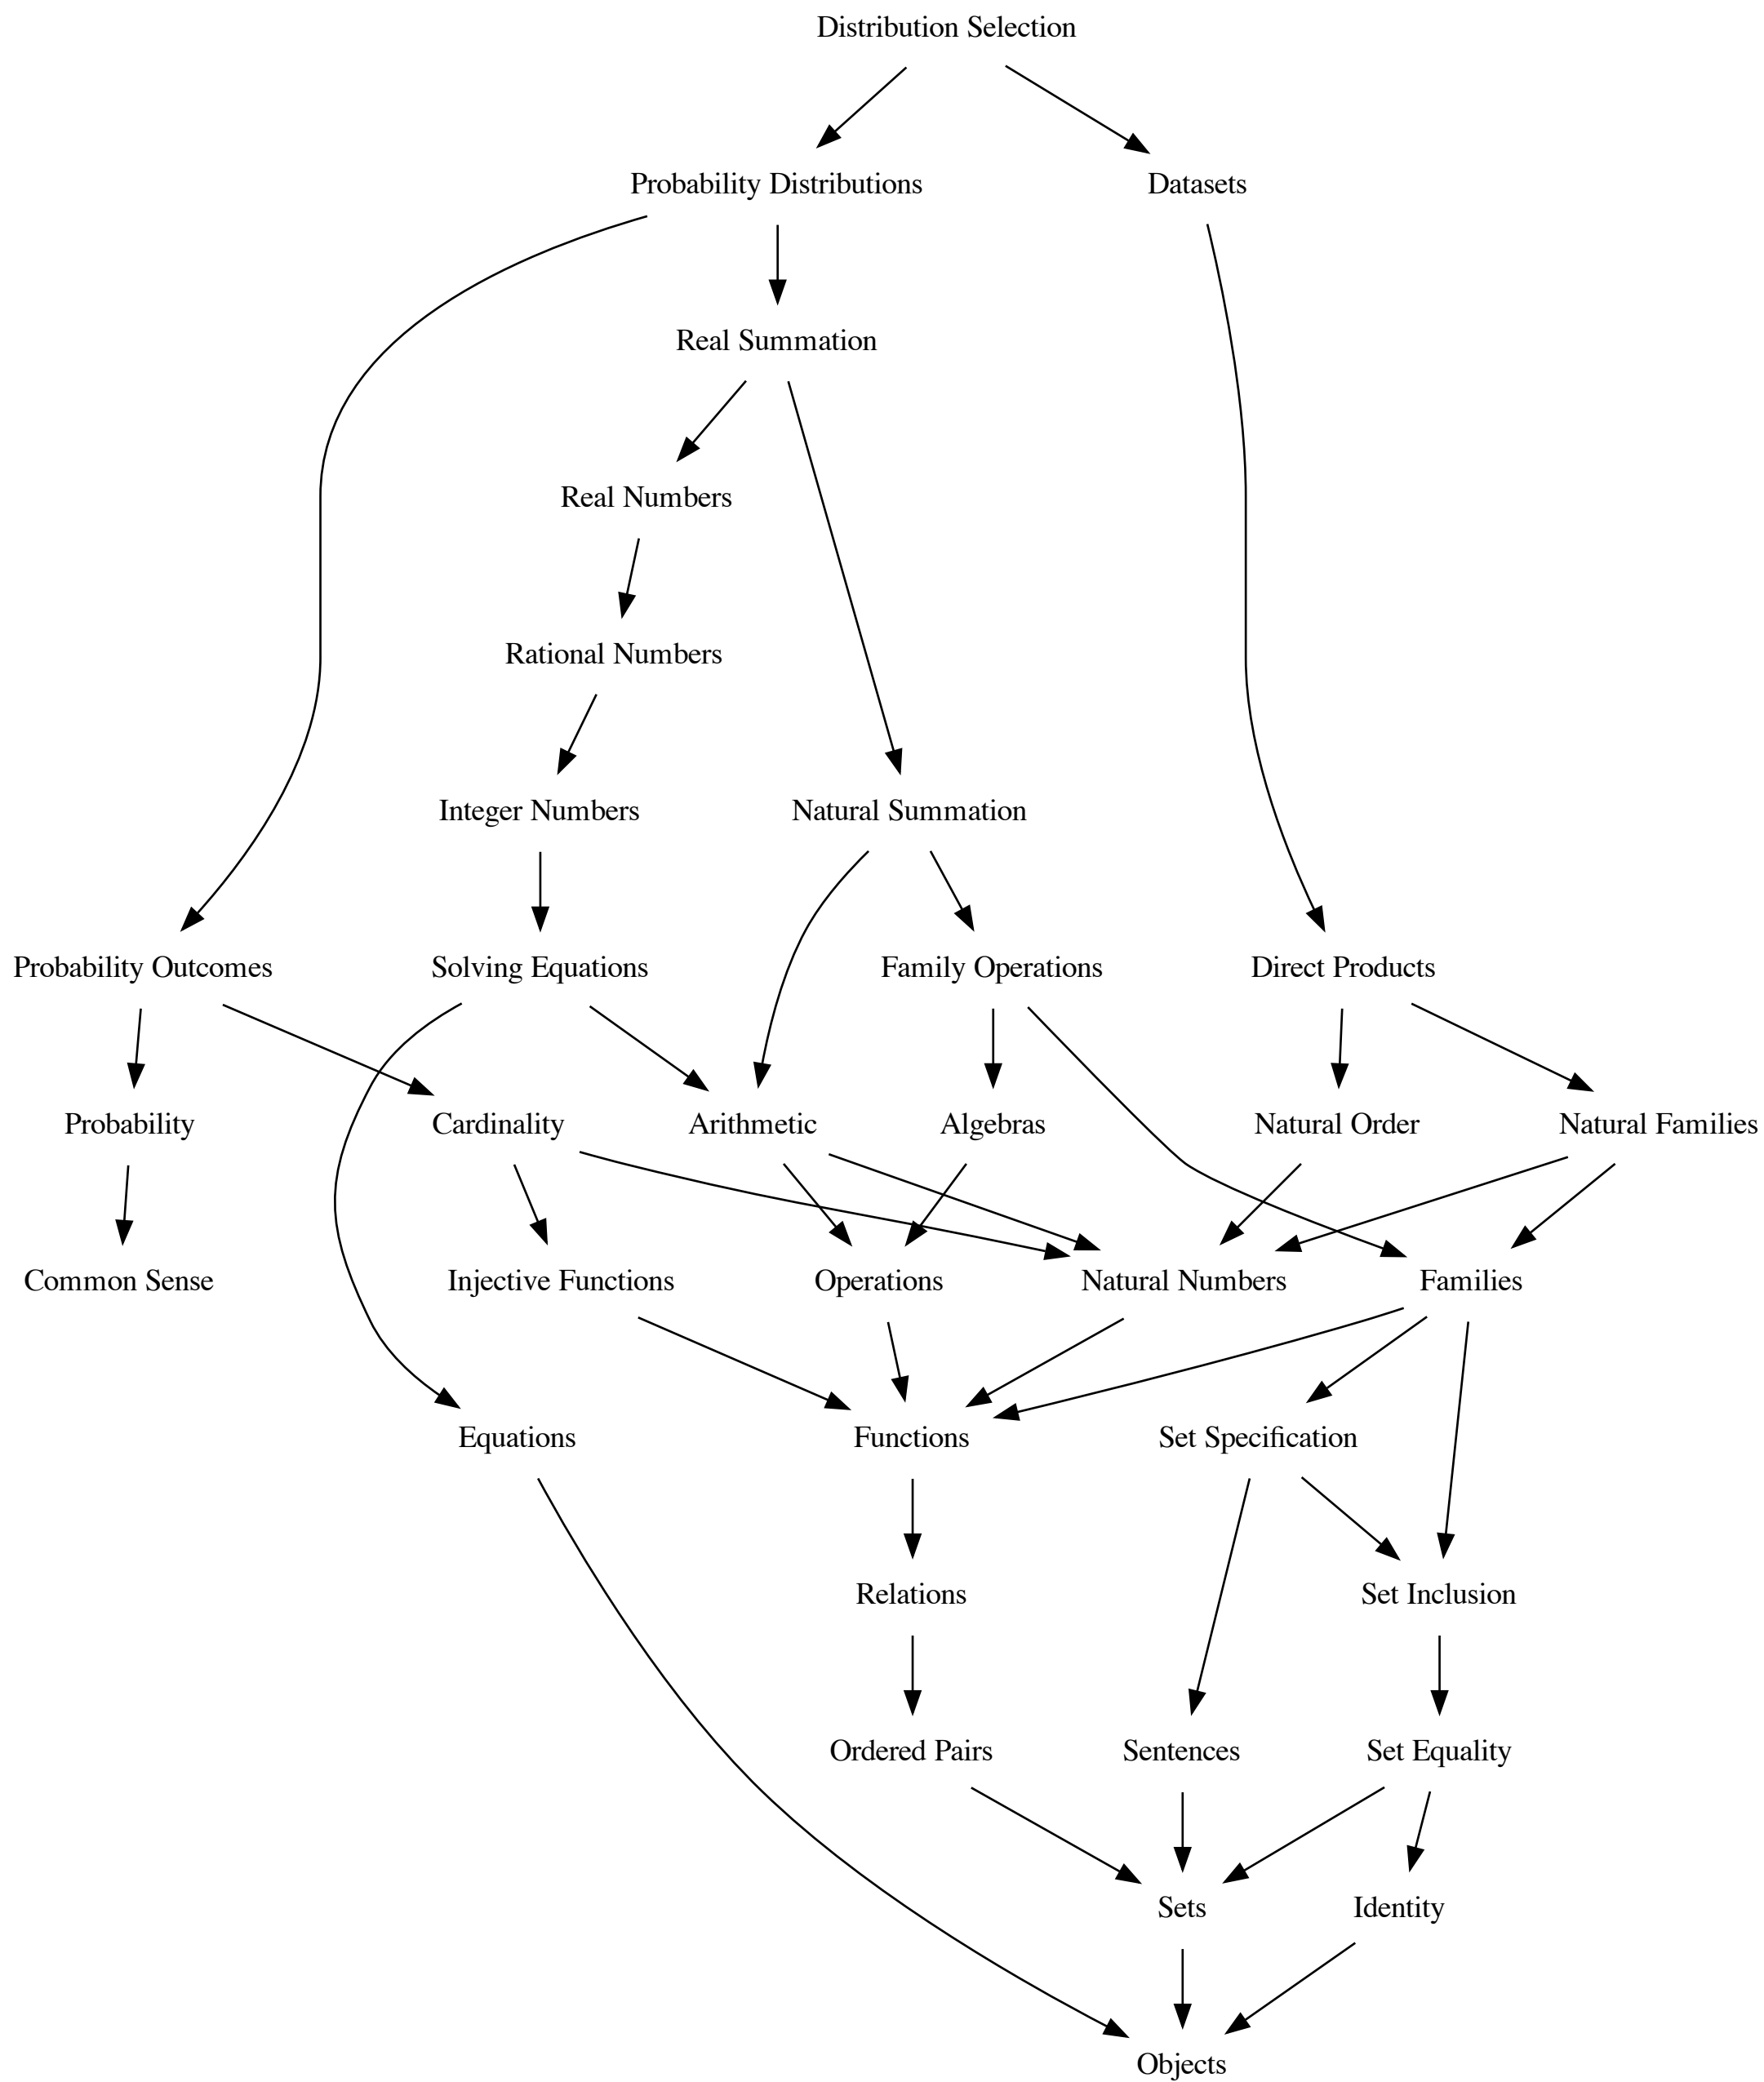 Distribution Selection
Probability Distributions
Datasets
Real Summation
Real Numbers
Rational Numbers
Integer Numbers
Natural Summation
Probability Outcomes
Solving Equations
Family Operations
Direct Products
Probability
Cardinality
Arithmetic
Algebras
Natural Order
Natural Families
Common Sense
Injective Functions
Operations
Natural Numbers
Families
Equations
Functions
Set Specification
Relations
Set Inclusion
Ordered Pairs
Sentences
Set Equality
Sets
Identity
Objects